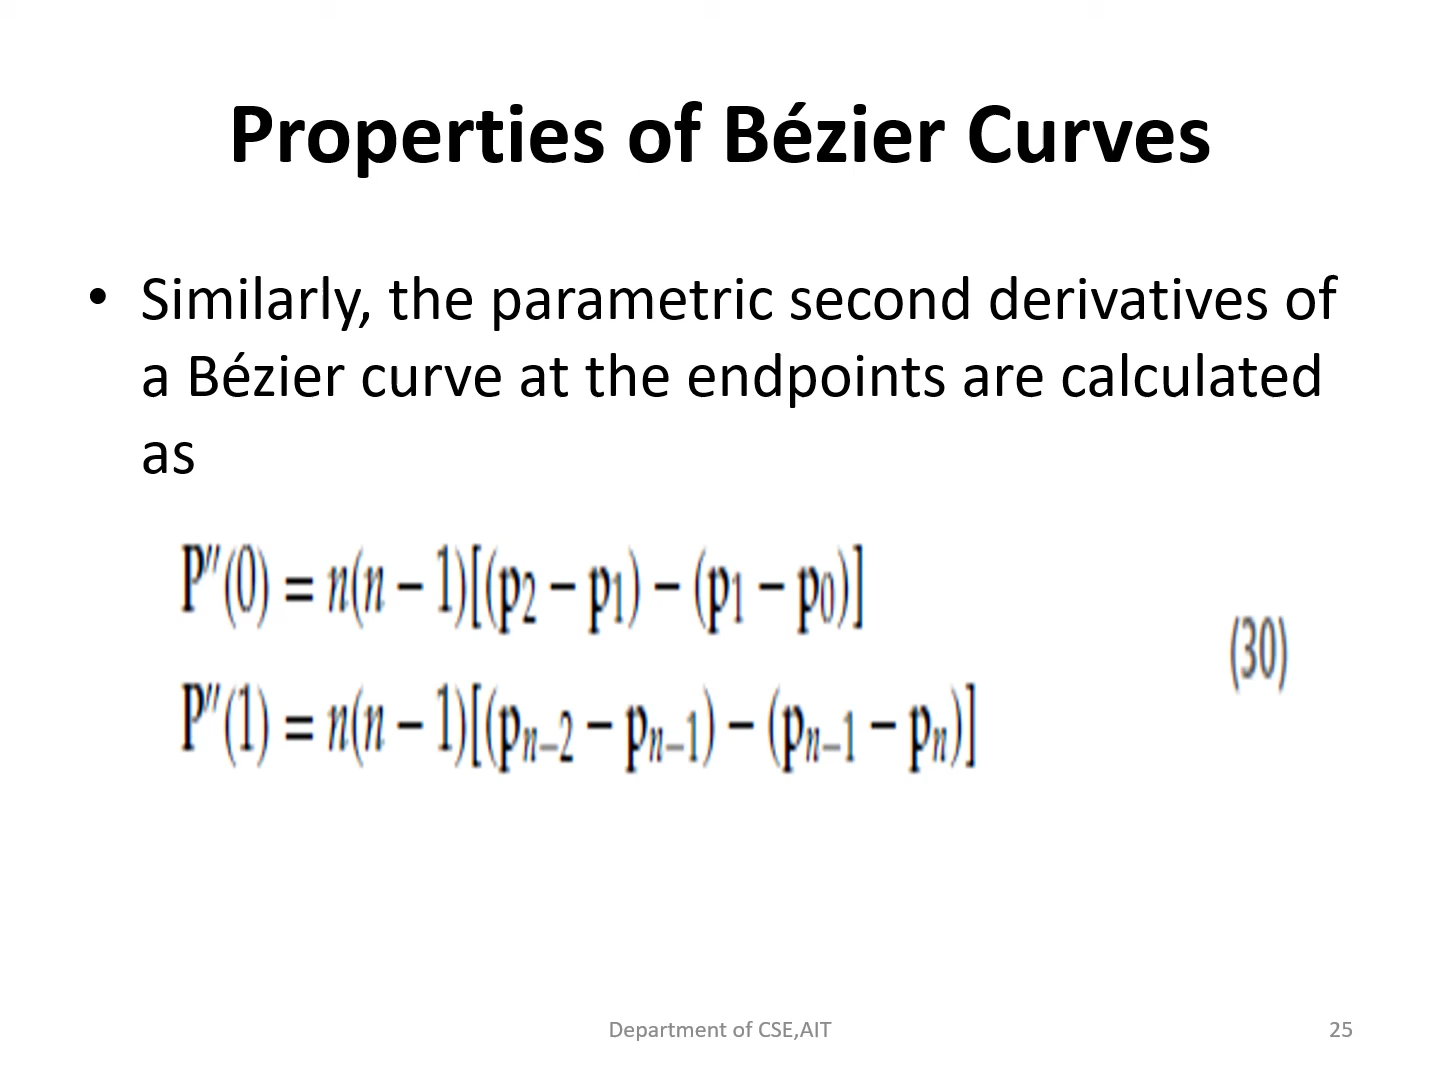 Properties of Bézier Curves
• Similarly, the parametric second derivatives of
a Bézier curve at the endpoints are calculated
as
P″(0) = n(n − 1)[(p₂ − p₁) − (p₁ − p₀)]
(30)
P″(1) = n(n − 1)[(pₙ₋₂ − pₙ₋₁) − (pₙ₋₁ − pₙ)]
Department of CSE,AIT
25